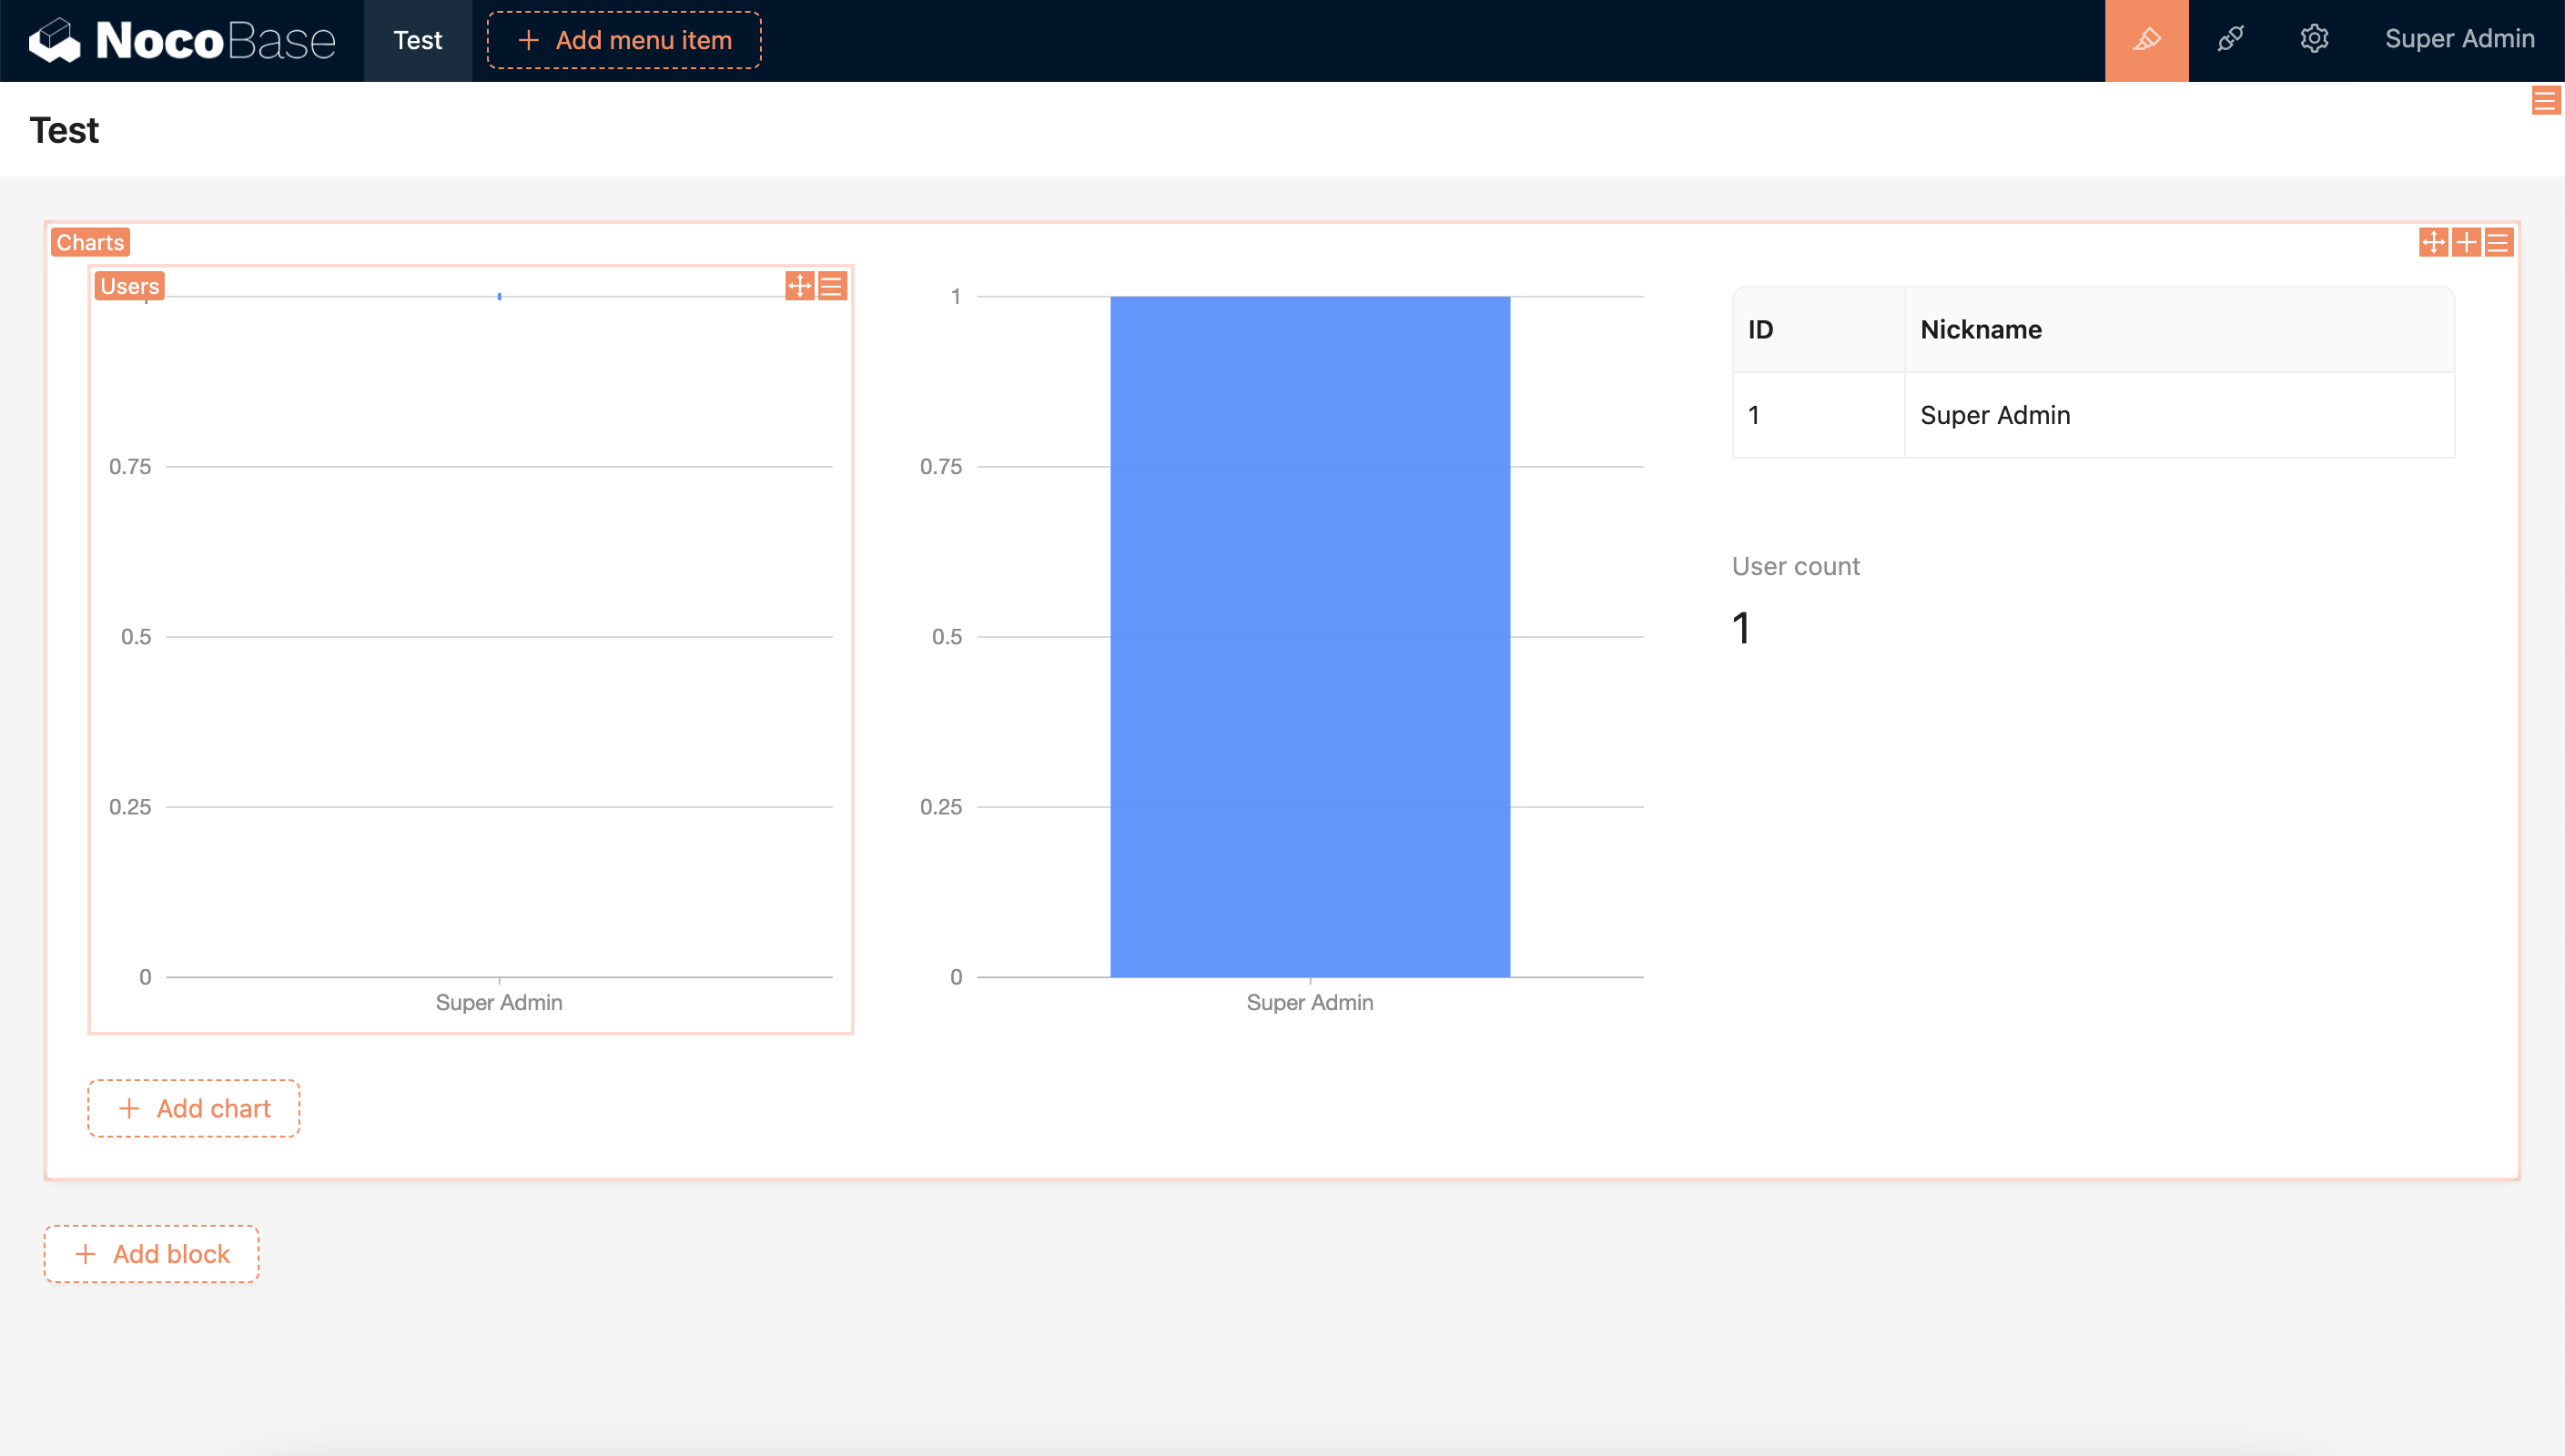 NocoBase
Test
Add menu item
Super Admin
Test
Charts
Users
0.75
0.5
0.25
0
Super Admin
1
0.75
0.5
0.25
0
Super Admin
ID Nickname
1 Super Admin
User count
1
Add chart
Add block